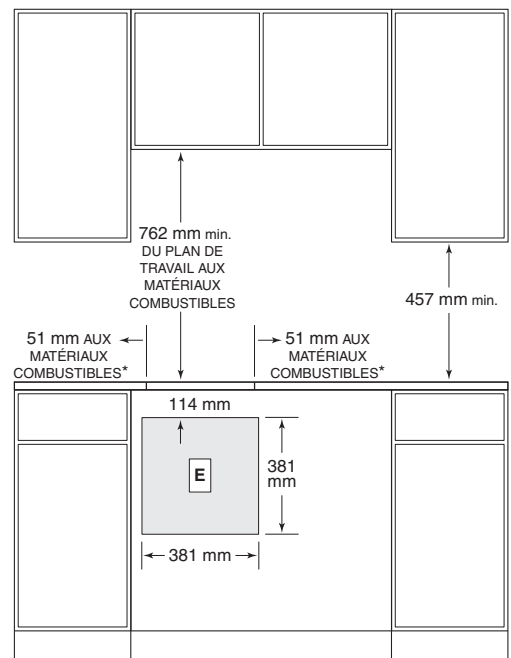 762 mm min.
DU PLAN DE
TRAVAIL AUX
MATÉRIAUX
COMBUSTIBLES
457 mm min.
51 mm AUX
MATÉRIAUX
COMBUSTIBLES*
51 mm AUX
MATÉRIAUX
COMBUSTIBLES*
114 mm
E
381
mm
381 mm